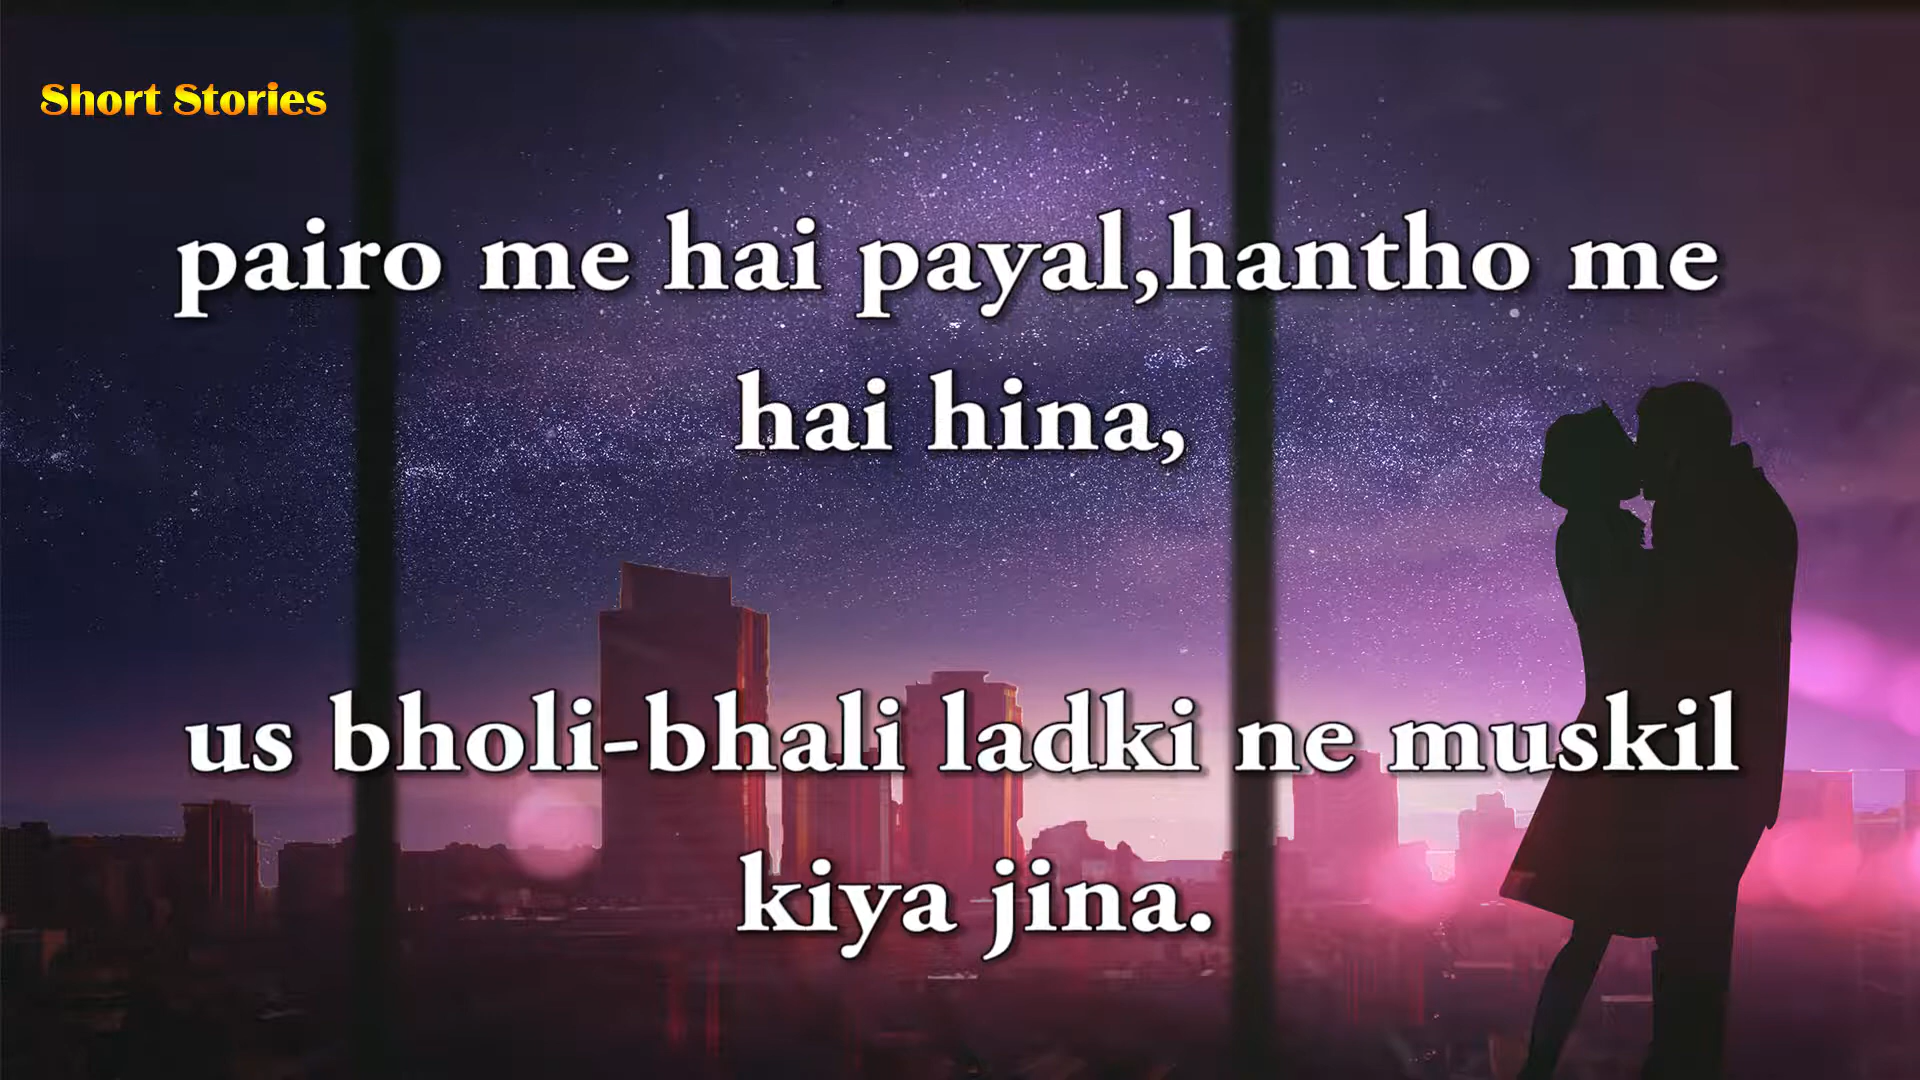 Short Stories
pairo me hai payal,hantho me
hai hina,
us bholi-bhali ladki ne muskil
kiya jina.